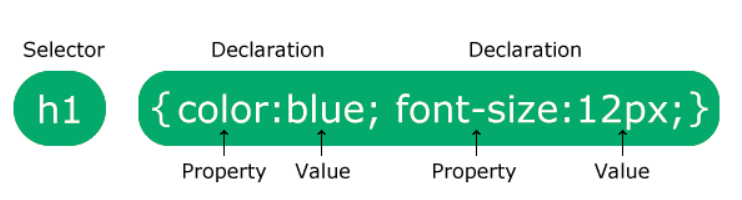 Selector Declaration Declaration
h1 {color:blue; font-size:12px;}
Property Value Property Value